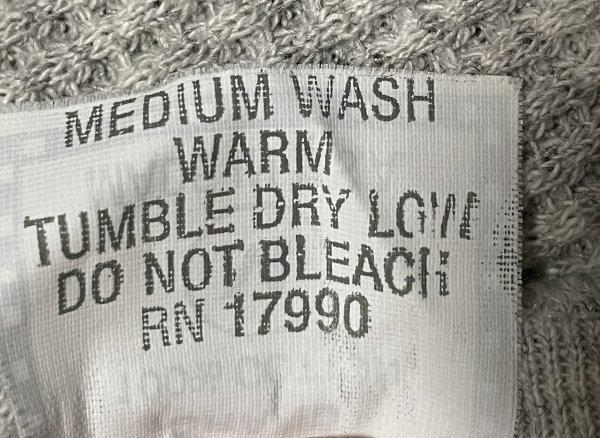 MEDIUM WASH
WARM
TUMBLE DRY LOW
DO NOT BLEACH
RN 17990